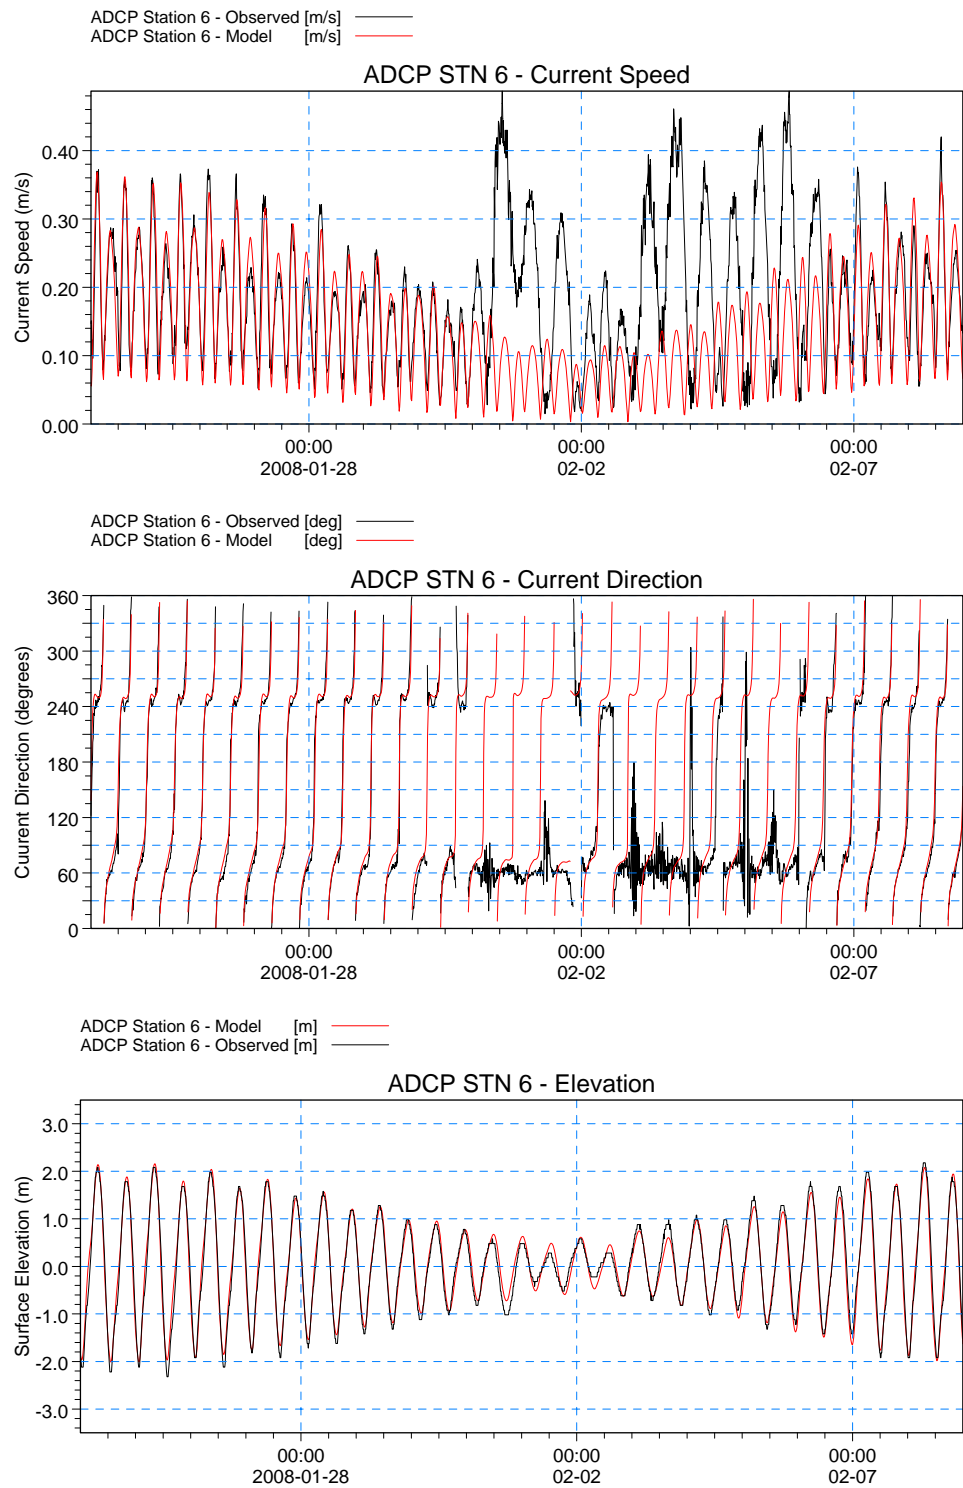 ADCP Station 6 - Observed [m/s]
ADCP Station 6 - Model [m/s]
ADCP STN 6 - Current Speed
Current Speed (m/s)
0.40
0.30
0.20
0.10
0.00
00:00 00:00 00:00
2008-01-28 02-02 02-07
ADCP Station 6 - Observed [deg]
ADCP Station 6 - Model [deg]
ADCP STN 6 - Current Direction
Cuurent Direction (degrees)
360
300
240
180
120
60
0
00:00 00:00 00:00
2008-01-28 02-02 02-07
ADCP Station 6 - Model [m]
ADCP Station 6 - Observed [m]
ADCP STN 6 - Elevation
Surface Elevation (m)
3.0
2.0
1.0
0.0
-1.0
-2.0
-3.0
00:00 00:00 00:00
2008-01-28 02-02 02-07